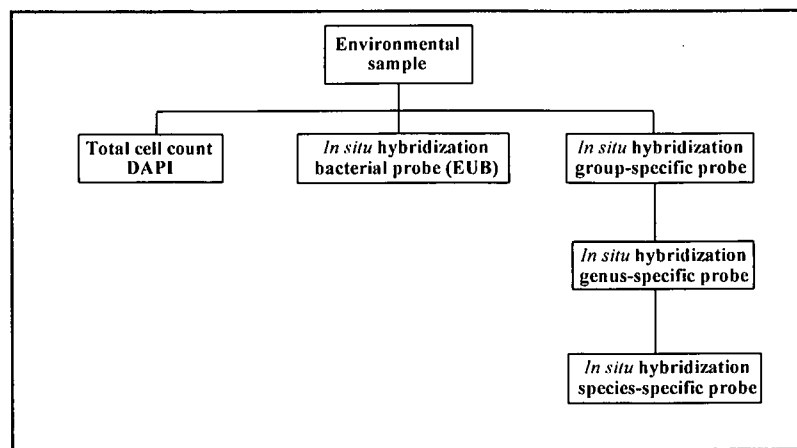 Environmental
sample
Total cell count
DAPI
In situ hybridization
bacterial probe (EUB)
In situ hybridization
group-specific probe
In situ hybridization
genus-specific probe
In situ hybridization
species-specific probe